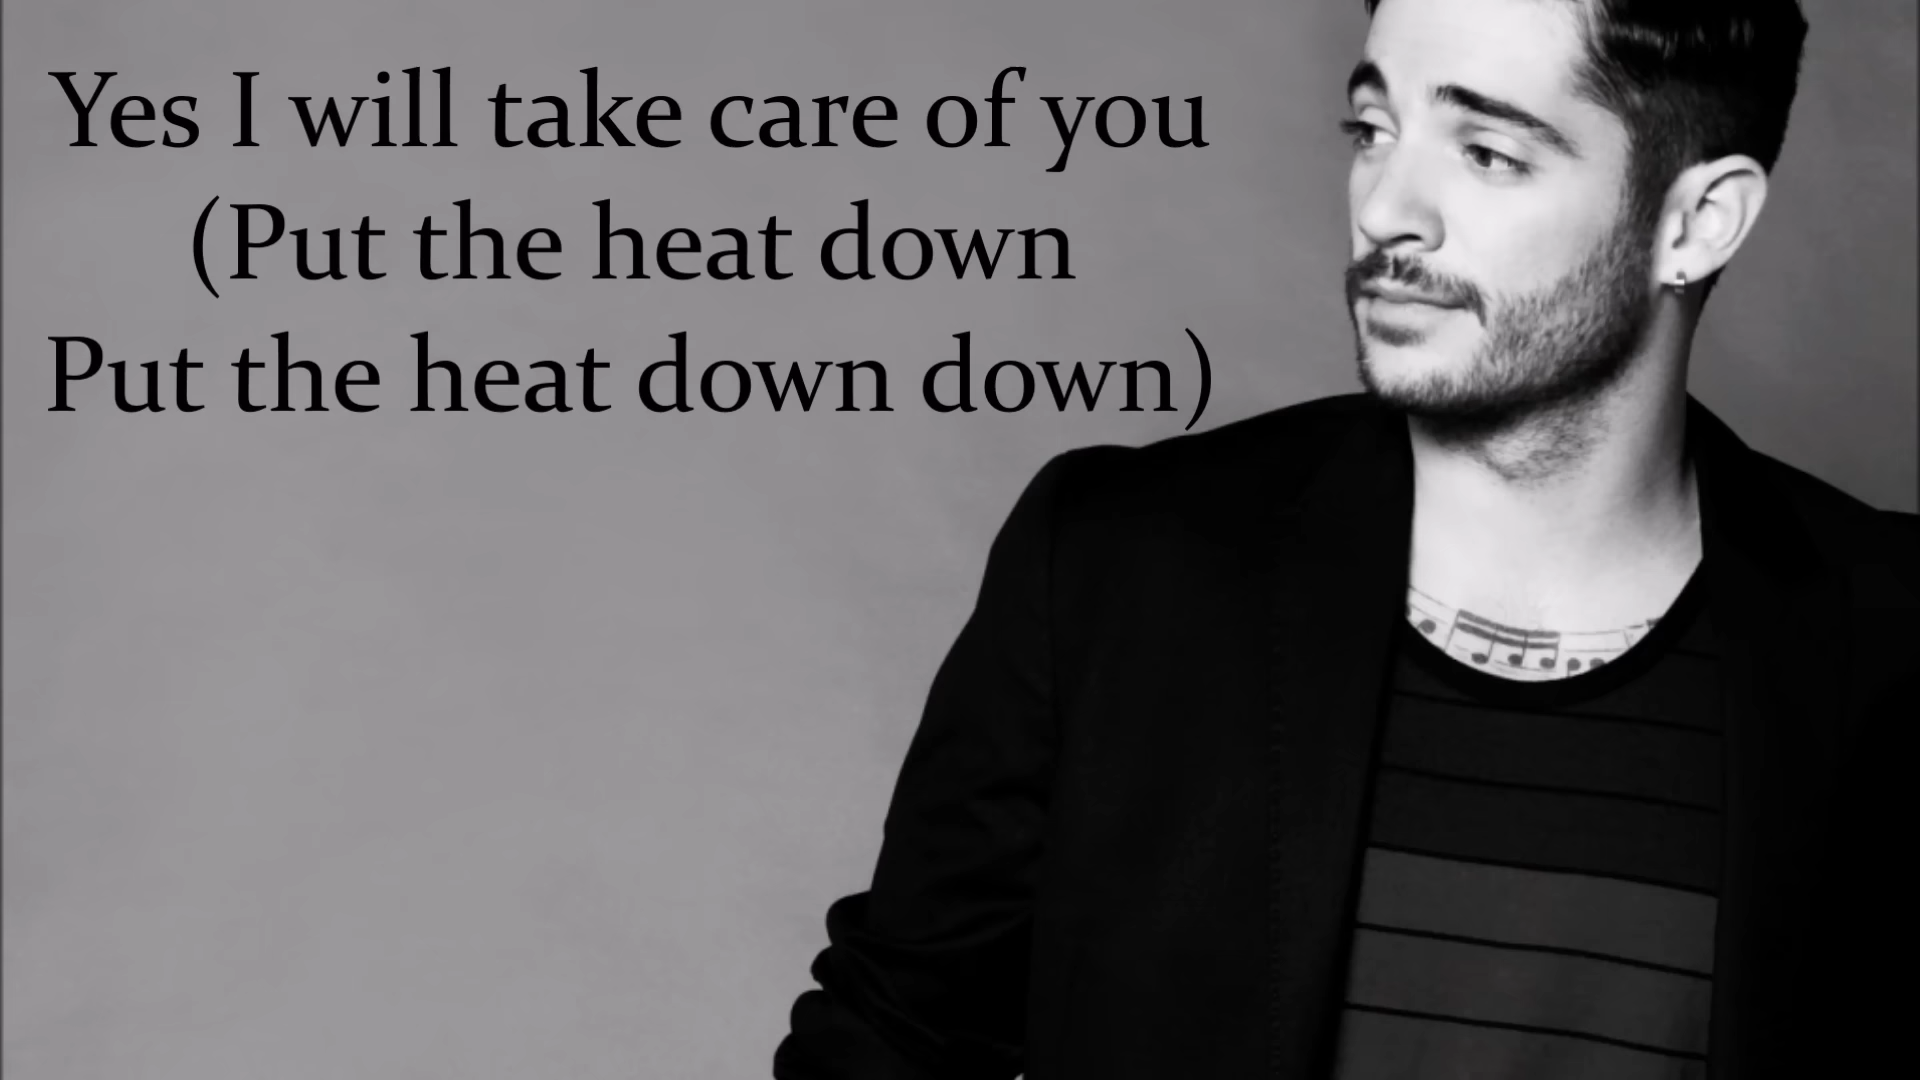 Yes I will take care of you
(Put the heat down
Put the heat down down)